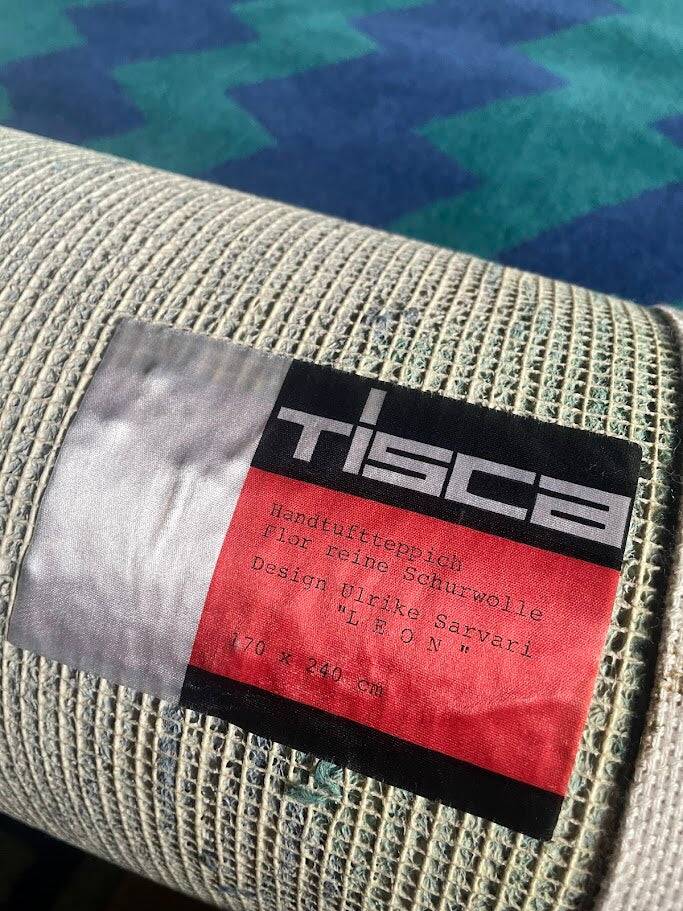 Tisca
Handtuftteppich
Flor reine Schurwolle
Design Ulrike Sarvari
"L E O N "
170 x 240 cm